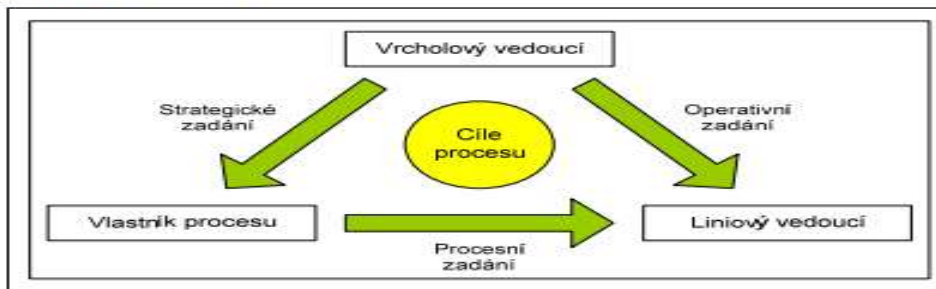 Vrcholový vedoucí
Strategické
zadání
Operativní
zadání
Cíle
procesu
Vlastník procesu
Liniový vedoucí
Procesní
zadání